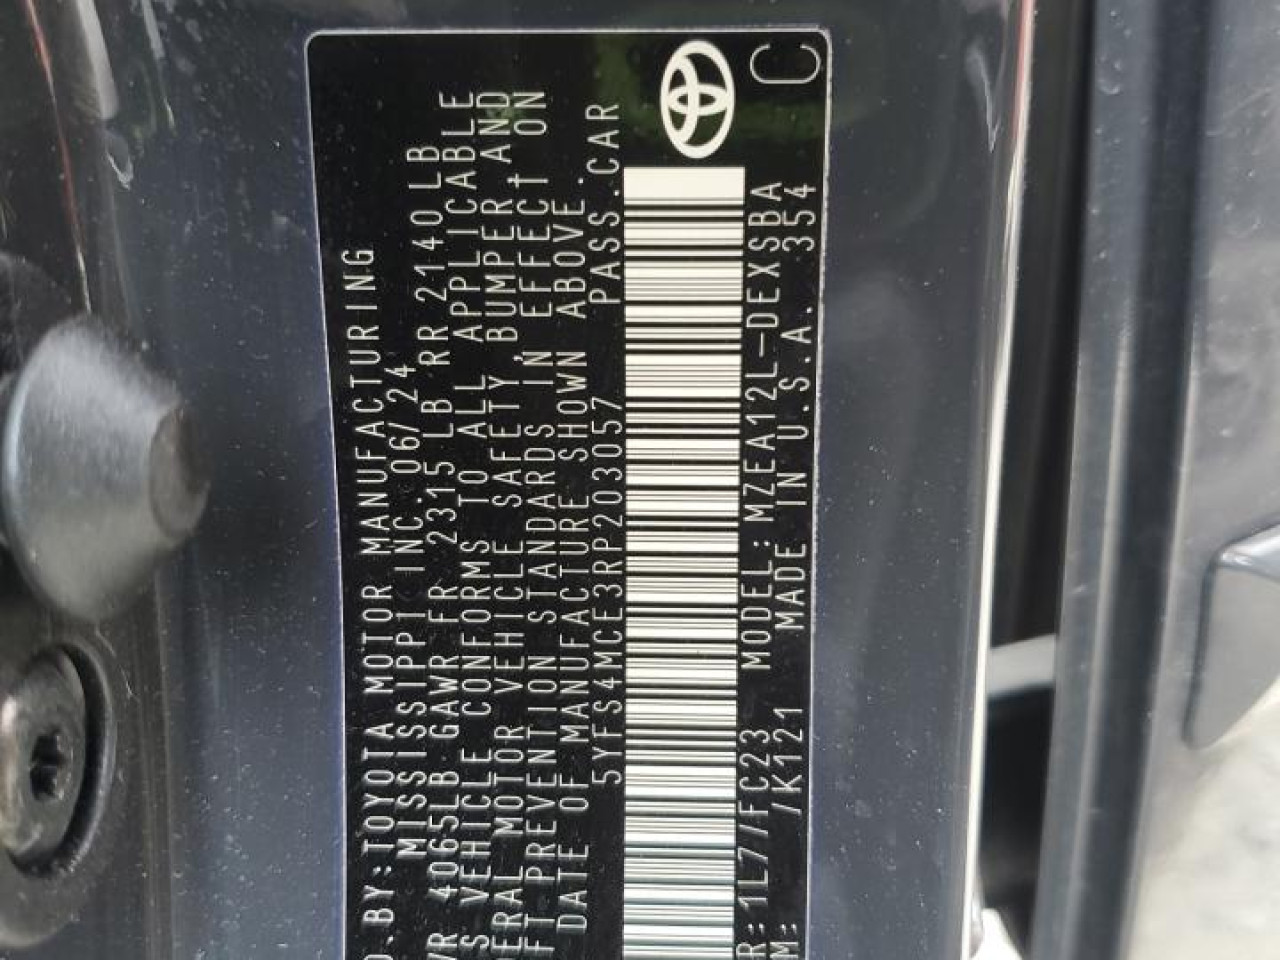 D.BY:TOYOTA MOTOR MANUFACTURING
MISSISSIPPI INC. 06/24
VR 4065LB GAWR FR 2315 LB RR 2140 LB
S VEHICLE CONFORMS TO ALL APPLICABLE
DERAL MOTOR VEHICLE SAFETY, BUMPER AND
FT PREVENTION STANDARDS IN EFFECT ON
DATE OF MANUFACTURE SHOWN ABOVE.
5YFS4MCE3RP203057 PASS.CAR
R:1L7/FC23 MODEL:MZEA12L-DEXSBA
M: /K121 MADE IN U.S.A. 354
C